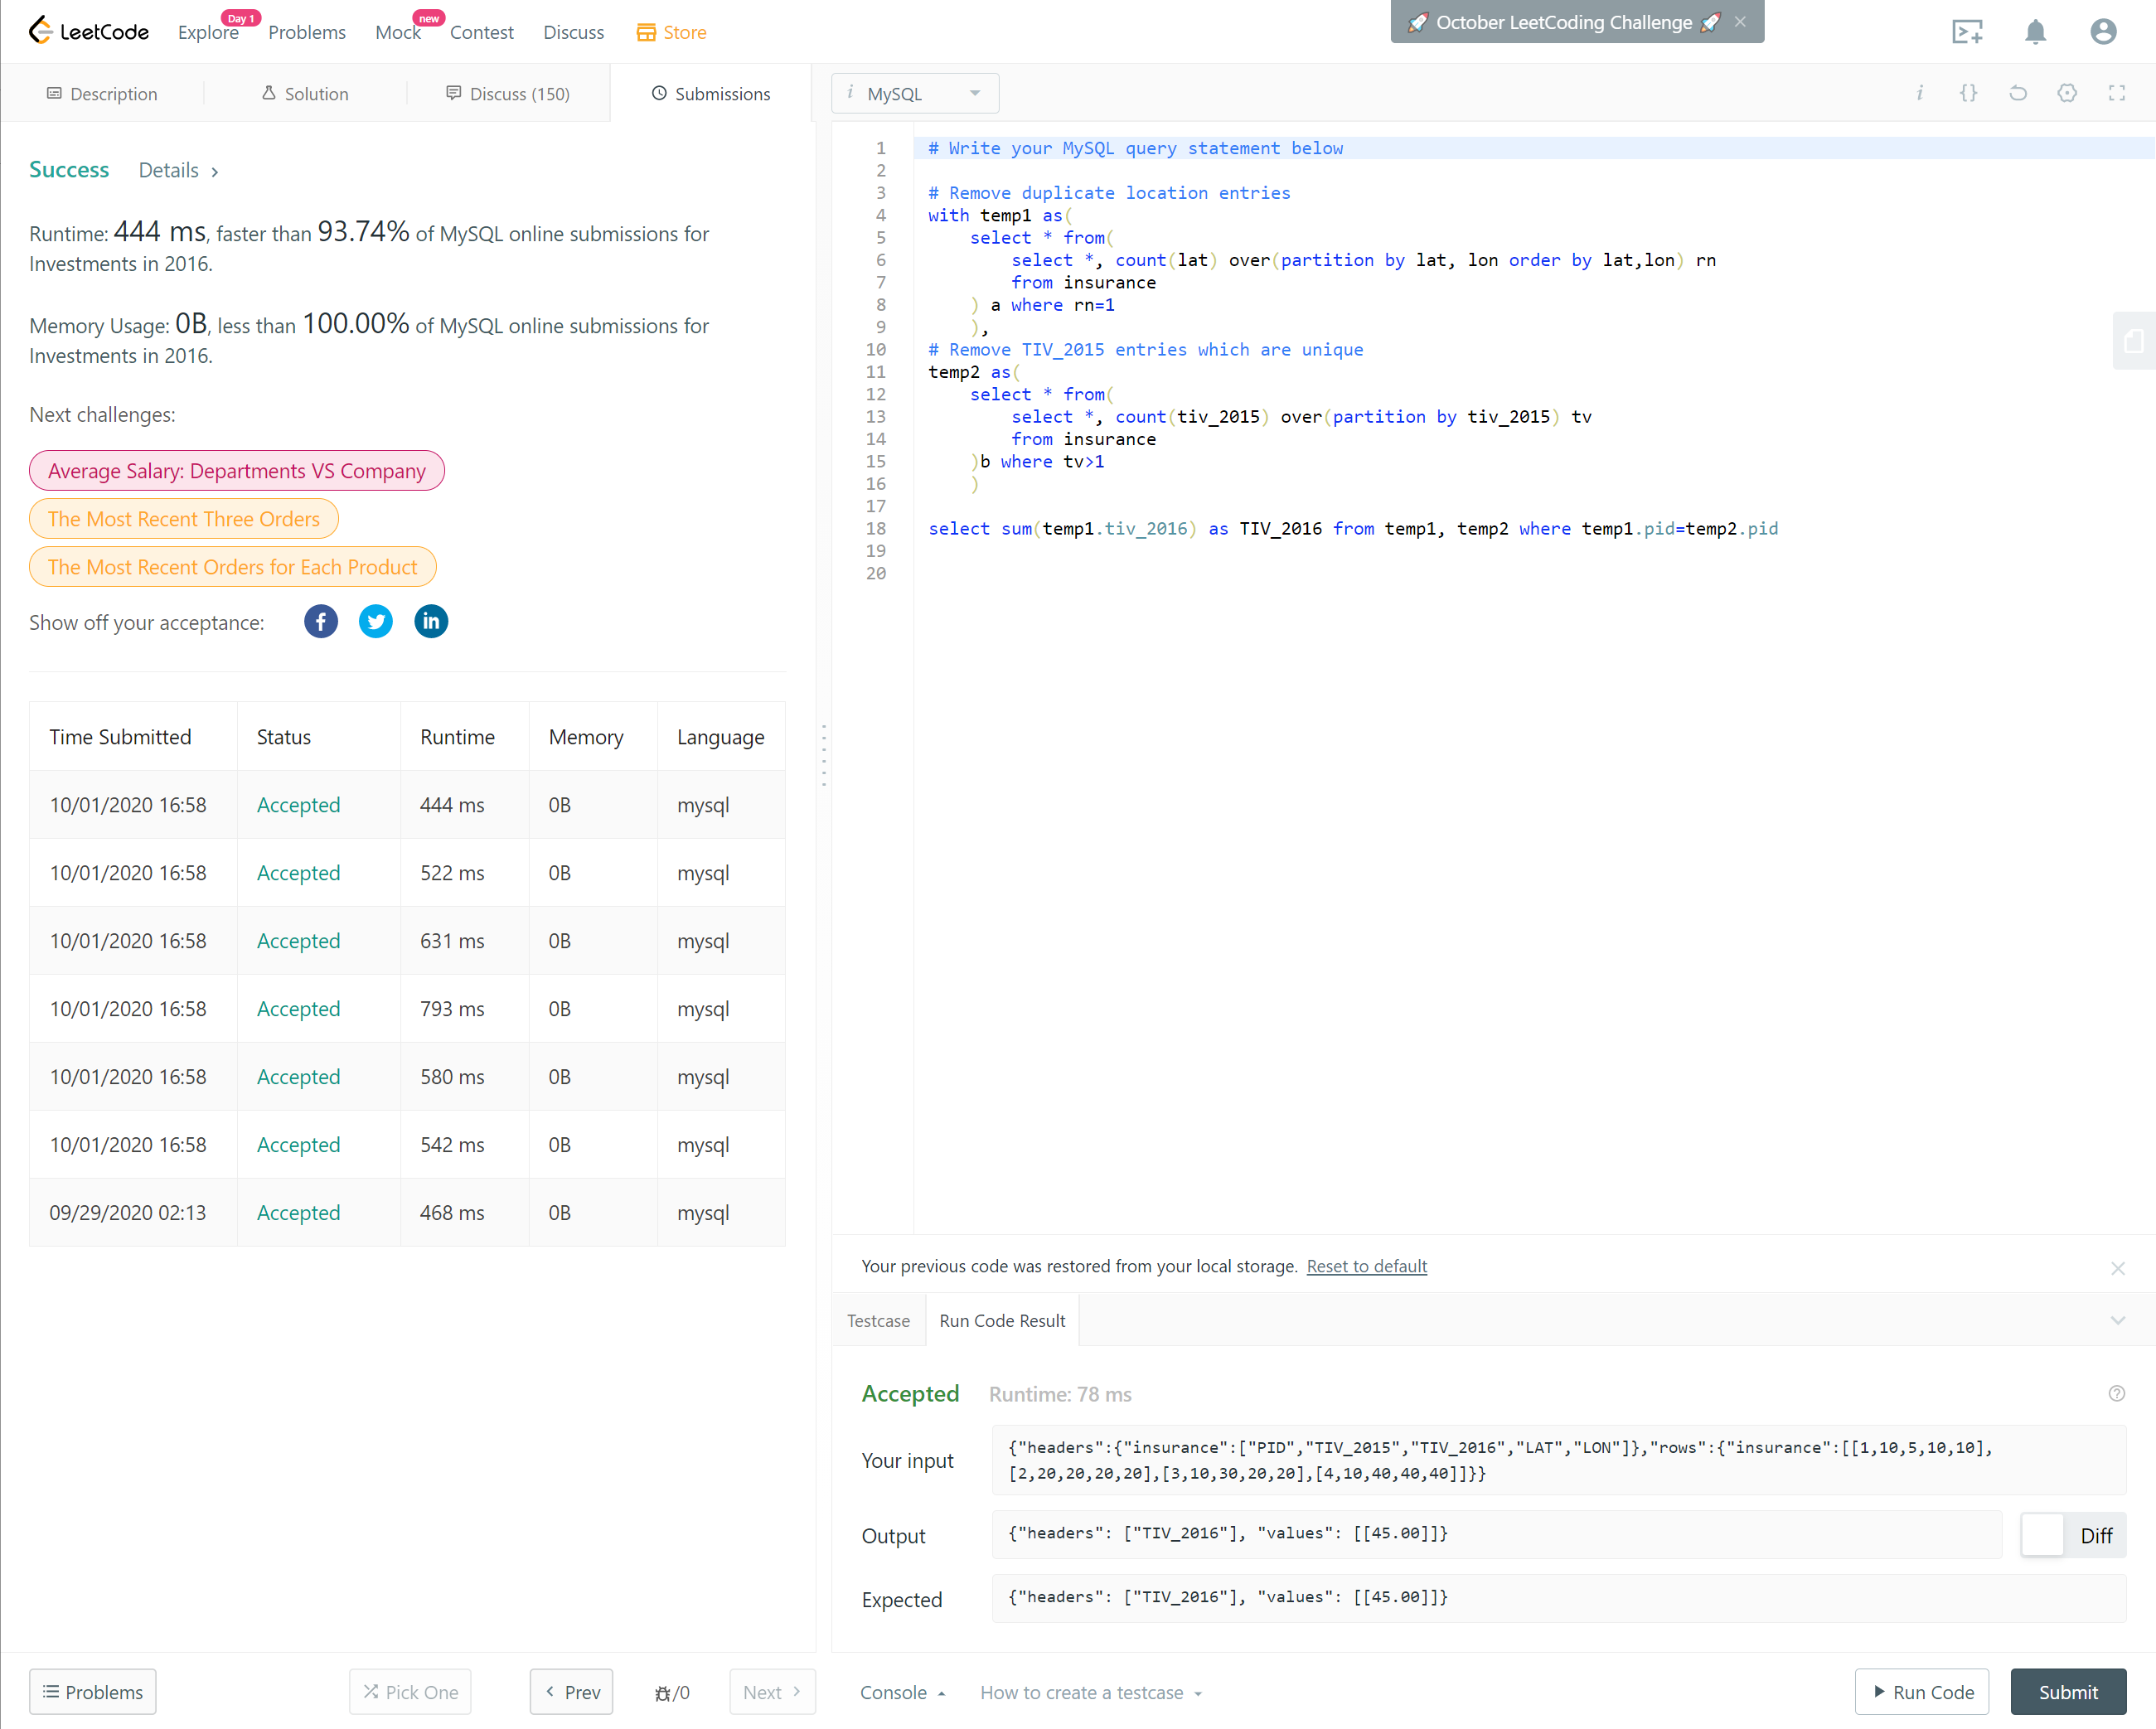 LeetCode Explore Day 1 Problems Mock new Contest Discuss Store 🚀 October LeetCoding Challenge 🚀 ×
Description Solution Discuss (150) Submissions
i MySQL
i {}
Success Details >
Runtime: 444 ms, faster than 93.74% of MySQL online submissions for
Investments in 2016.
Memory Usage: 0B, less than 100.00% of MySQL online submissions for
Investments in 2016.
Next challenges:
Average Salary: Departments VS Company
The Most Recent Three Orders
The Most Recent Orders for Each Product
Show off your acceptance: f in
Time Submitted Status Runtime Memory Language
10/01/2020 16:58 Accepted 444 ms 0B mysql
10/01/2020 16:58 Accepted 522 ms 0B mysql
10/01/2020 16:58 Accepted 631 ms 0B mysql
10/01/2020 16:58 Accepted 793 ms 0B mysql
10/01/2020 16:58 Accepted 580 ms 0B mysql
10/01/2020 16:58 Accepted 542 ms 0B mysql
09/29/2020 02:13 Accepted 468 ms 0B mysql
1 # Write your MySQL query statement below
2
3 # Remove duplicate location entries
4 with temp1 as(
5     select * from(
6         select *, count(lat) over(partition by lat, lon order by lat,lon) rn
7         from insurance
8     ) a where rn=1
9     ),
10 # Remove TIV_2015 entries which are unique
11 temp2 as(
12     select * from(
13         select *, count(tiv_2015) over(partition by tiv_2015) tv
14         from insurance
15     )b where tv>1
16     )
17
18 select sum(temp1.tiv_2016) as TIV_2016 from temp1, temp2 where temp1.pid=temp2.pid
19
20
Your previous code was restored from your local storage. Reset to default
Testcase Run Code Result
Accepted Runtime: 78 ms
Your input
{"headers":{"insurance":["PID","TIV_2015","TIV_2016","LAT","LON"]},"rows":{"insurance":[[1,10,5,10,10],
[2,20,20,20,20],[3,10,30,20,20],[4,10,40,40,40]]}}
Output {"headers": ["TIV_2016"], "values": [[45.00]]} Diff
Expected {"headers": ["TIV_2016"], "values": [[45.00]]}
Problems Pick One < Prev /0 Next > Console How to create a testcase Run Code Submit